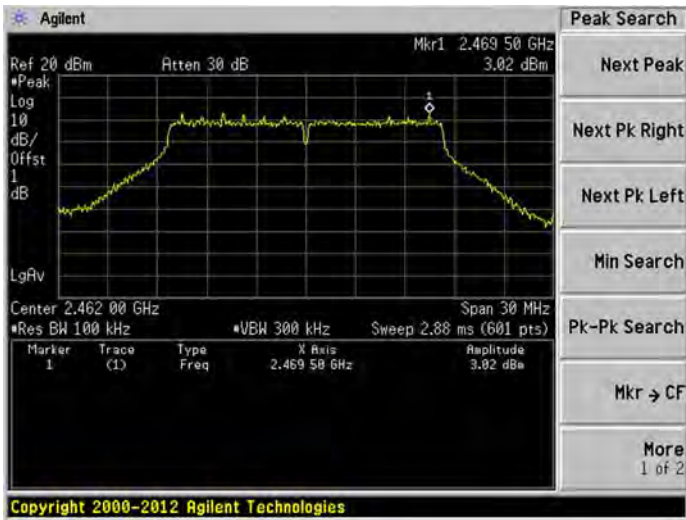 Agilent
Peak Search
Mkr1 2.469 50 GHz
Ref 20 dBm Atten 30 dB 3.02 dBm
#Peak
Log
10
dB/
Offst
1
dB
LgAv
1
Center 2.462 00 GHz Span 30 MHz
#Res BW 100 kHz #VBW 300 kHz Sweep 2.88 ms (601 pts)
Marker Trace Type X Axis Amplitude
1 (1) Freq 2.469 50 GHz 3.02 dBm
Next Peak
Next Pk Right
Next Pk Left
Min Search
Pk-Pk Search
Mkr → CF
More
1 of 2
Copyright 2000-2012 Agilent Technologies